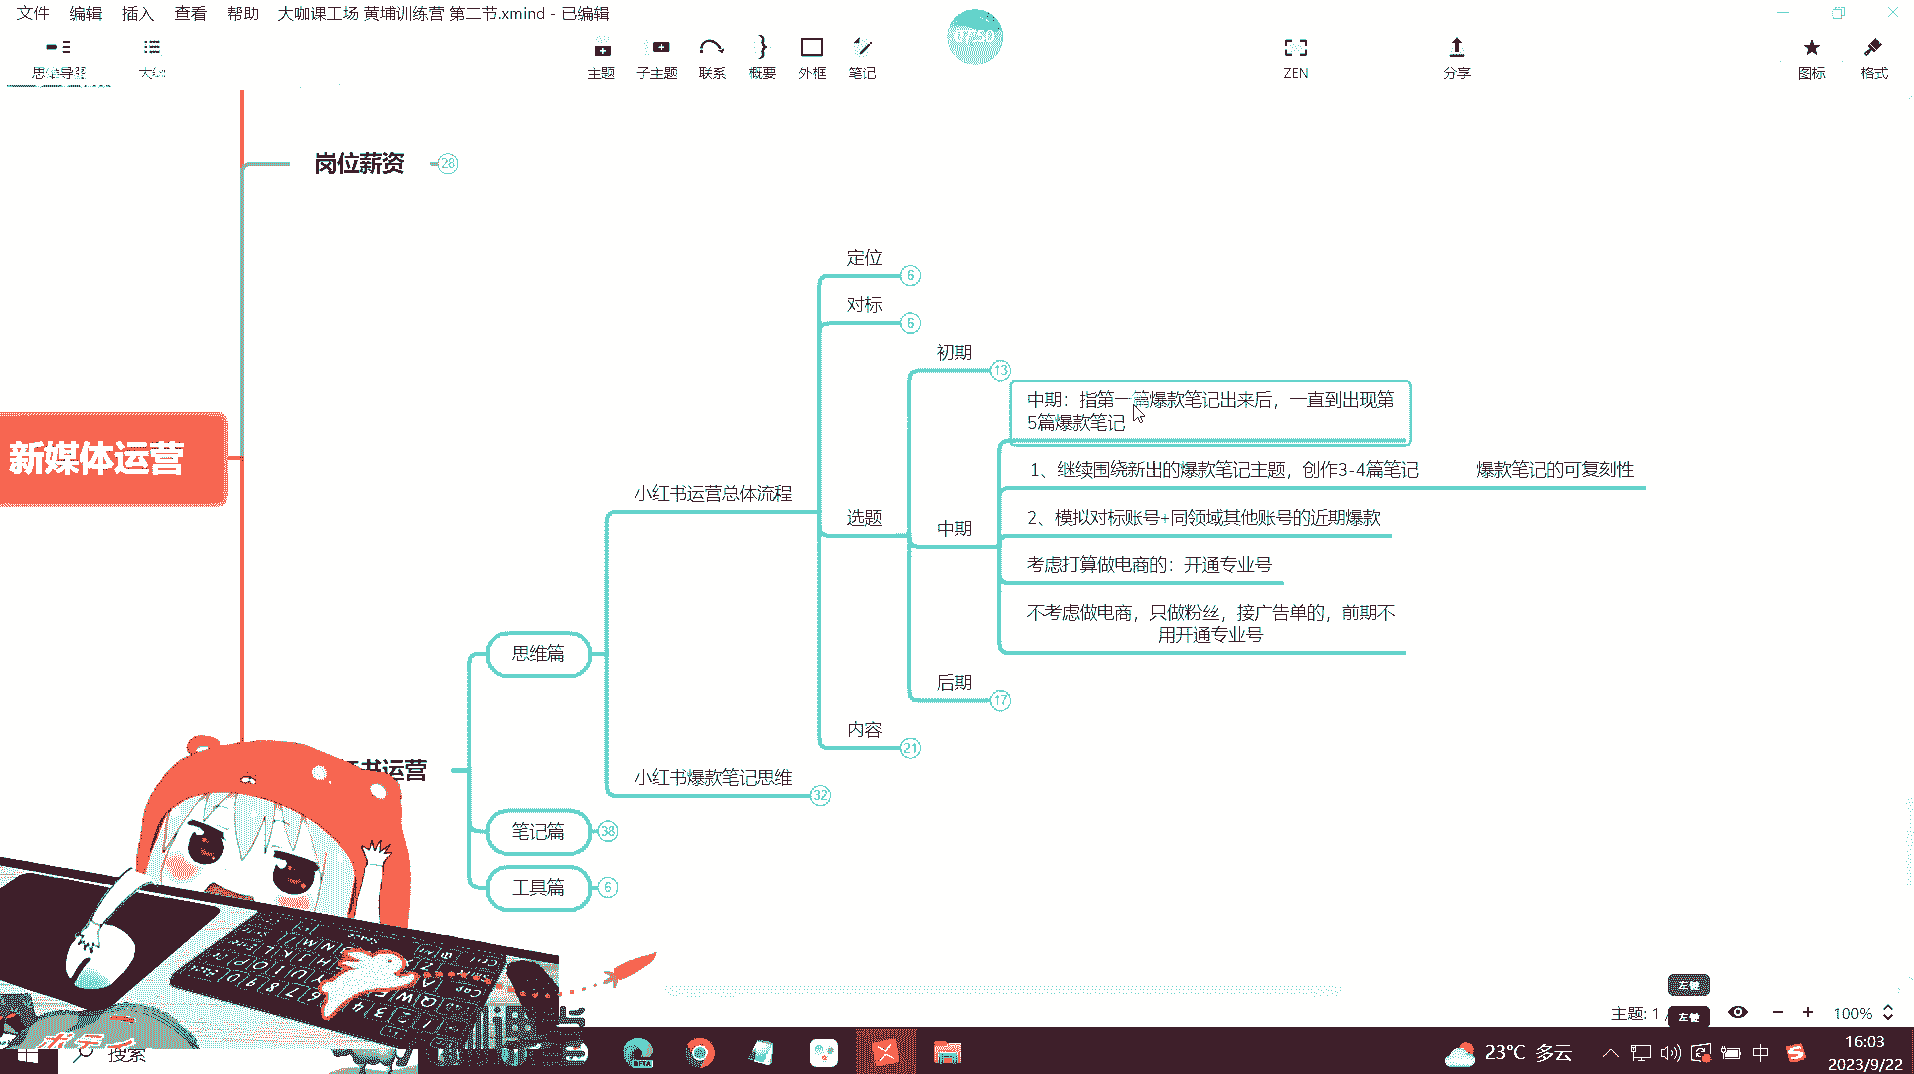 文件 编辑 插入 查看 帮助 大咖课工场 黄埔训练营 第二节.xmind - 已编辑
主题 子主题 联系 概要 外框 笔记 ZEN 分享 图标 格式
岗位薪资 28
定位 6
对标 6
初期 13
中期：指第一篇爆款笔记出来后，一直到出现第
5篇爆款笔记
新媒体运营
1、继续围绕新出的爆款笔记主题，创作3-4篇笔记 爆款笔记的可复刻性
小红书运营总体流程
选题
2、模拟对标账号+同领域其他账号的近期爆款
中期
考虑打算做电商的：开通专业号
不考虑做电商，只做粉丝，接广告单的，前期不
用开通专业号
思维篇
后期 17
内容 21
书运营
小红书爆款笔记思维 32
笔记篇 38
工具篇 6
左键
主题: 1 /
左键
100%
搜索
BETA
23°C 多云
中
16:03
2023/9/22